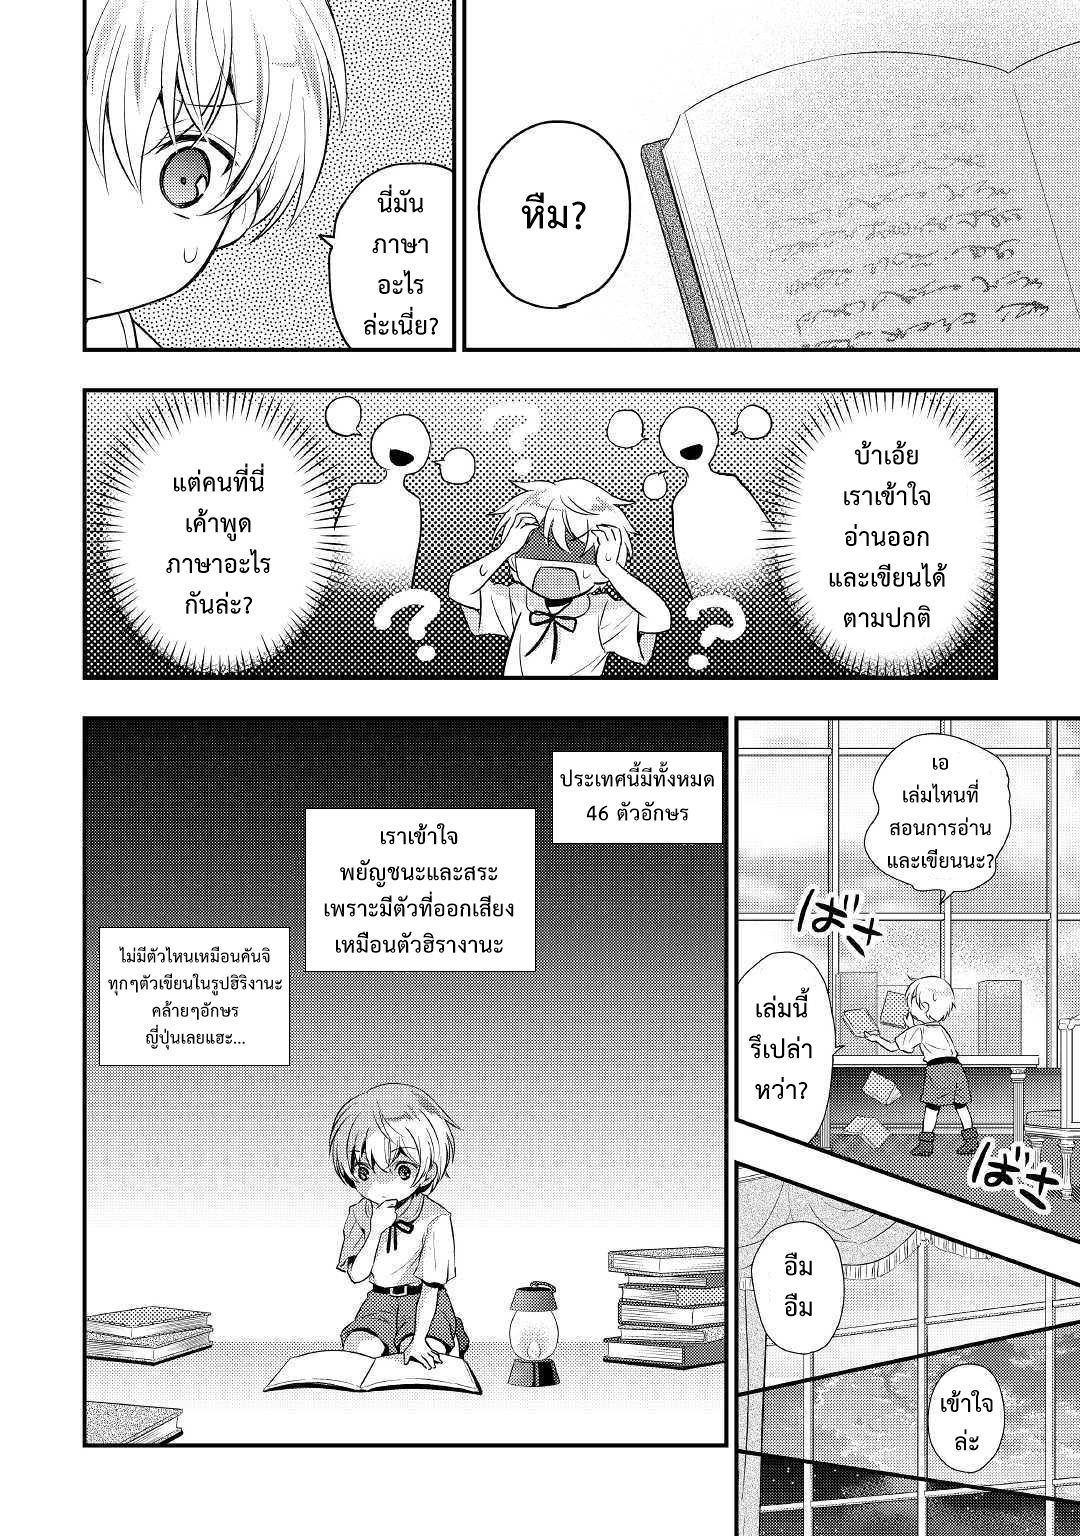 หืม?
นี่มัน
ภาษา
อะไร
ล่ะเนี่ย?
บ้าเอ้ย
เราเข้าใจ
อ่านออก
และเขียนได้
ตามปกติ
แต่คนที่นี่
เค้าพูด
ภาษาอะไร
กันล่ะ?
เอ
เล่มไหนที่
สอนการอ่าน
และเขียนนะ?
ばさ
เล่มนี้
รึเปล่า
หว่า?
ばさ
อืม
อืม
เข้าใจ
ล่ะ
ประเทศนี้มีทั้งหมด
46 ตัวอักษร
เราเข้าใจ
พยัญชนะและสระ
เพราะมีตัวที่ออกเสียง
เหมือนตัวฮิรางานะ
ไม่มีตัวไหนเหมือนคันจิ
ทุกๆตัวเขียนในรูปฮิริงานะ
คล้ายๆอักษร
ญี่ปุ่นเลยแฮะ...